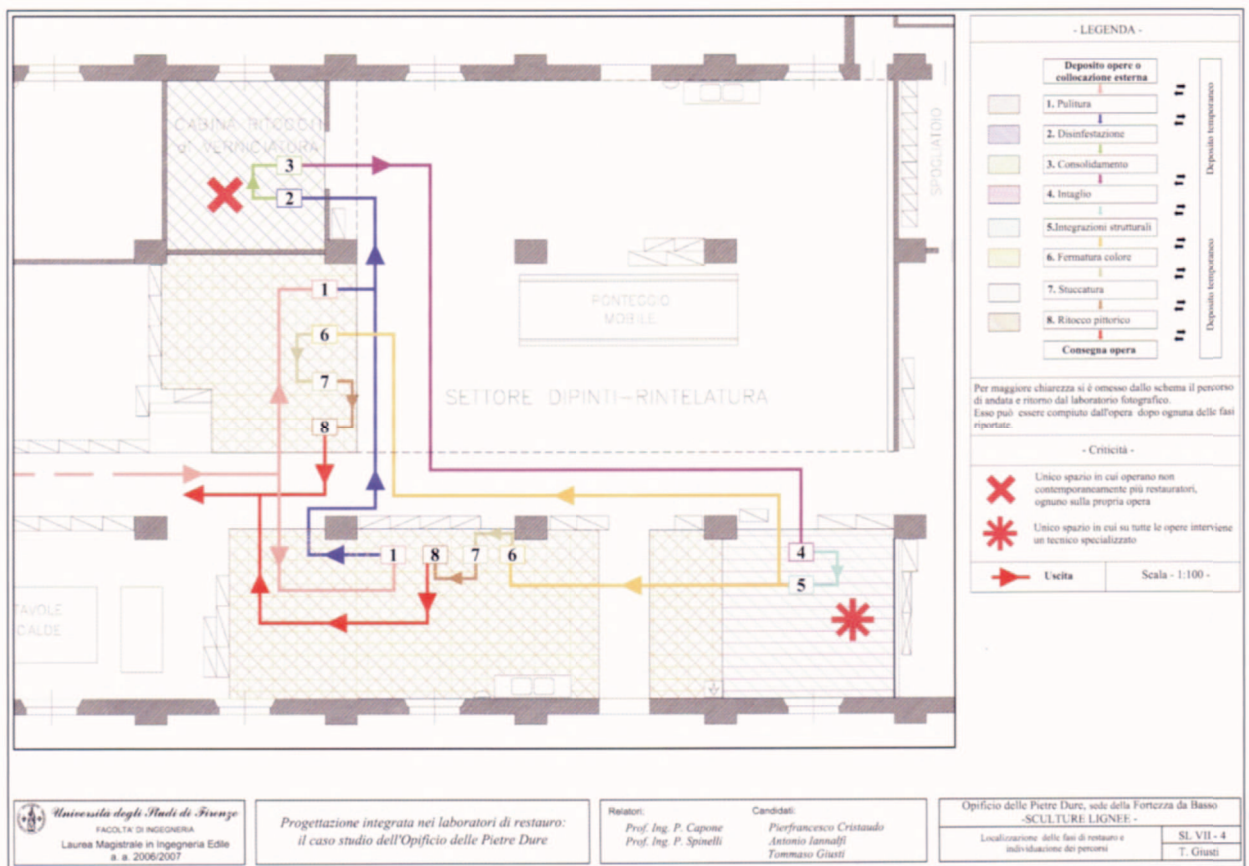 CABINA RITOCCHI
di VERNICIATURA
3
2
SPOGLIATOIO
1
6
7
8
PONTEGGIO
MOBILE
SETTORE DIPINTI-RINTELATURA
1
8
7
6
4
5
TAVOLE
CALDE
- LEGENDA -
Deposito opere o
collocazione esterna
1. Pulitura
2. Disinfestazione
3. Consolidamento
4. Intaglio
5.Integrazioni strutturali
6. Fermatura colore
7. Stuccatura
8. Ritocco pittorico
Consegna opera
Deposito temporaneo
Deposito temporaneo
Per maggiore chiarezza si è omesso dallo schema il percorso
di andata e ritorno dal laboratorio fotografico.
Esso può essere compiuto dall'opera dopo ognuna delle fasi
riportate.
- Criticità -
Unico spazio in cui operano non
contemporaneamente più restauratori,
ognuno sulla propria opera
Unico spazio in cui su tutte le opere interviene
un tecnico specializzato
Uscita
Scala - 1:100 -
Università degli Studi di Firenze
FACOLTA' DI INGEGNERIA
Laurea Magistrale in Ingegneria Edile
a. a. 2006/2007
Progettazione integrata nei laboratori di restauro:
il caso studio dell'Opificio delle Pietre Dure
Relatori:
Prof. Ing. P. Capone
Prof. Ing. P. Spinelli
Candidati:
Pierfrancesco Cristaudo
Antonio Iannalfi
Tommaso Giusti
Opificio delle Pietre Dure, sede della Fortezza da Basso
-SCULTURE LIGNEE -
Localizzazione delle fasi di restauro e
individuazione dei percorsi
SL VII - 4
T. Giusti